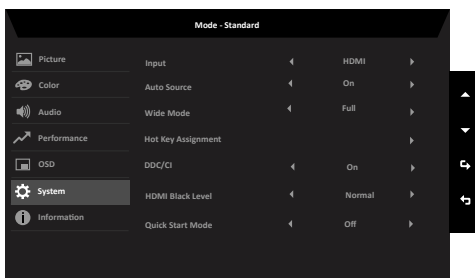 Mode - Standard
Picture
Color
Audio
Performance
OSD
System
Information
Input HDMI
Auto Source On
Wide Mode Full
Hot Key Assignment
DDC/CI On
HDMI Black Level Normal
Quick Start Mode Off